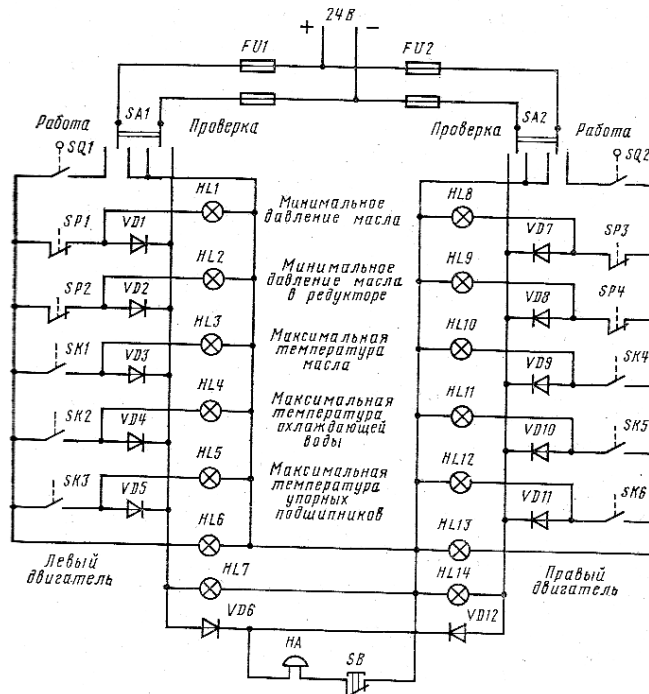 + 24В −
FU1 FU2
SA1 SA2
Работа Проверка Проверка Работа
SQ1 SQ2
HL1 Минимальное давление масла HL8
SP1 VD1 VD7 SP3
HL2 Минимальное давление масла в редукторе HL9
SP2 VD2 VD8 SP4
HL3 Максимальная температура масла HL10
SK1 VD3 VD9 SK4
HL4 Максимальная температура охлаждающей воды HL11
SK2 VD4 VD10 SK5
HL5 Максимальная температура упорных подшипников HL12
SK3 VD5 VD11 SK6
HL6 HL13
Левый двигатель Правый двигатель
HL7 HL14
VD6 VD12
HA SB